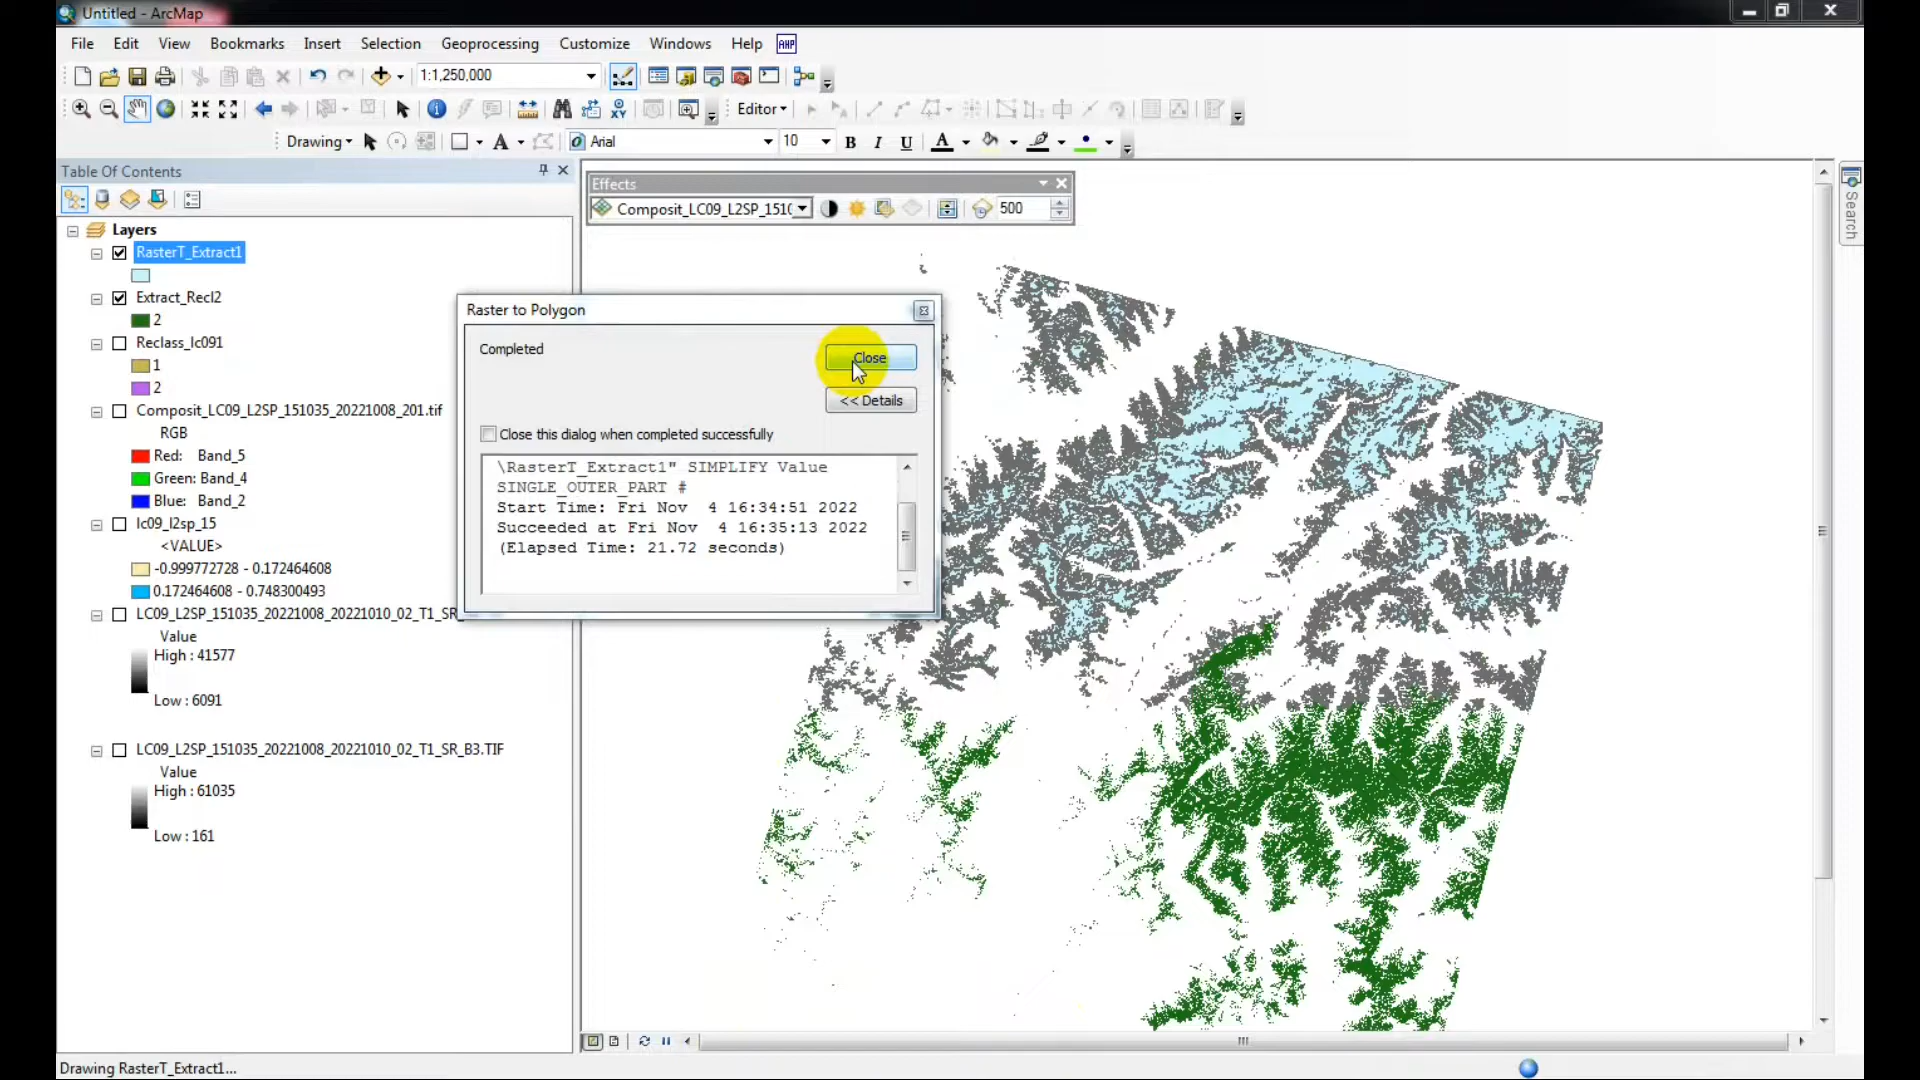 Untitled - ArcMap
File Edit View Bookmarks Insert Selection Geoprocessing Customize Windows Help AHP
1:1,250,000
Editor
Drawing Arial 10 B I U A
Table Of Contents
Layers
RasterT_Extract1
Extract_Recl2
2
Reclass_lc091
1
2
Composit_LC09_L2SP_151035_20221008_201.tif
RGB
Red: Band_5
Green: Band_4
Blue: Band_2
lc09_l2sp_15
<VALUE>
-0.999772728 - 0.172464608
0.172464608 - 0.748300493
LC09_L2SP_151035_20221008_20221010_02_T1_SR_
Value
High : 41577
Low : 6091
LC09_L2SP_151035_20221008_20221010_02_T1_SR_B3.TIF
Value
High : 61035
Low : 161
Effects
Composit_LC09_L2SP_151( 500
Raster to Polygon
Completed
Close
<< Details
Close this dialog when completed successfully
\RasterT_Extract1" SIMPLIFY Value
SINGLE_OUTER_PART #
Start Time: Fri Nov 4 16:34:51 2022
Succeeded at Fri Nov 4 16:35:13 2022
(Elapsed Time: 21.72 seconds)
Search
Drawing RasterT_Extract1...